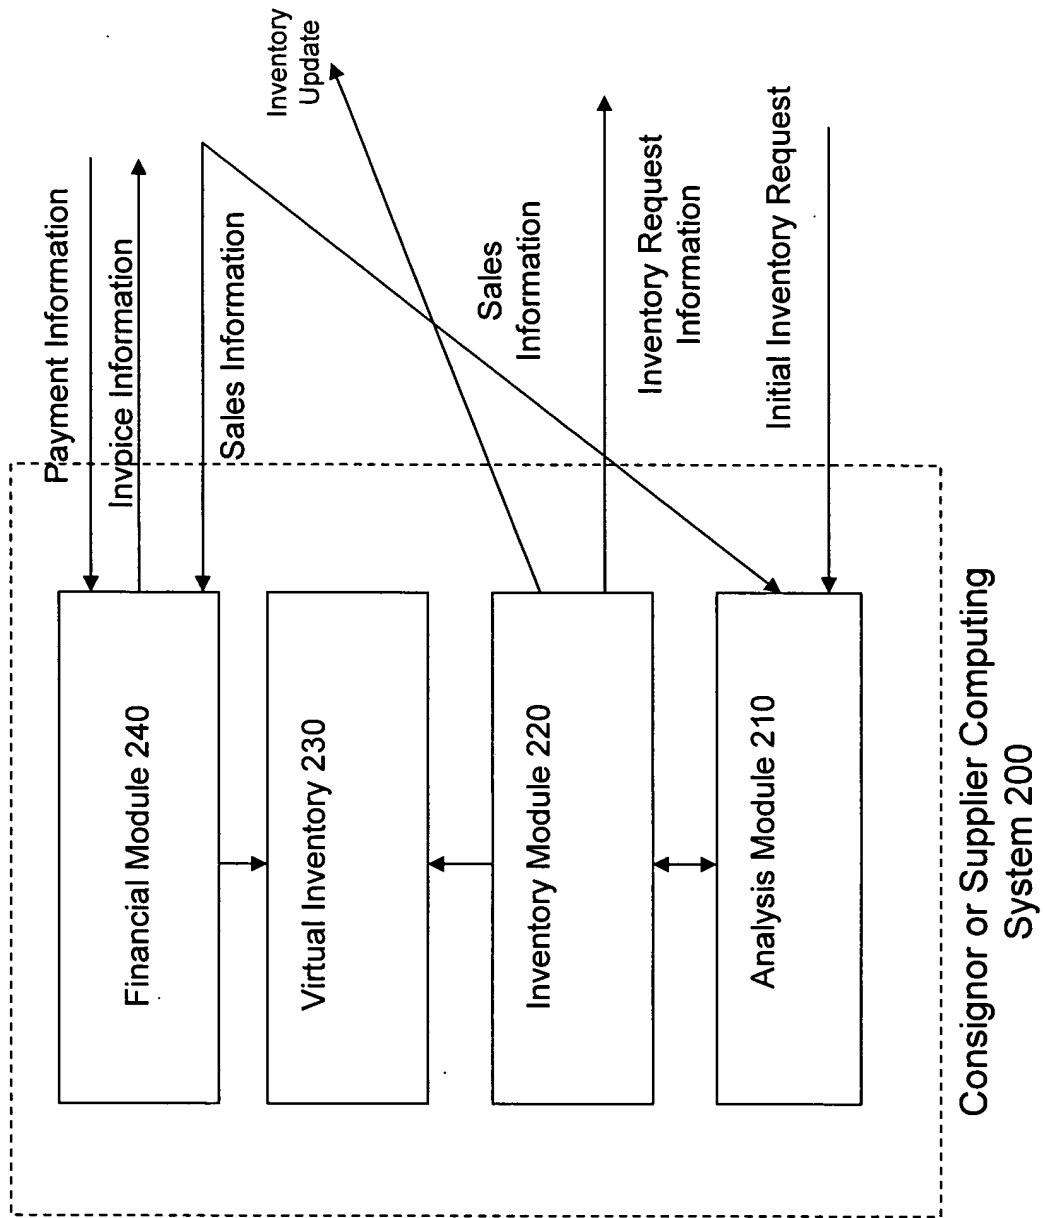 Payment Information
Invoice Information
Sales Information
Inventory
Update
Sales
Information
Inventory Request
Information
Initial Inventory Request
Financial Module 240
Virtual Inventory 230
Inventory Module 220
Analysis Module 210
Consignor or Supplier Computing
System 200